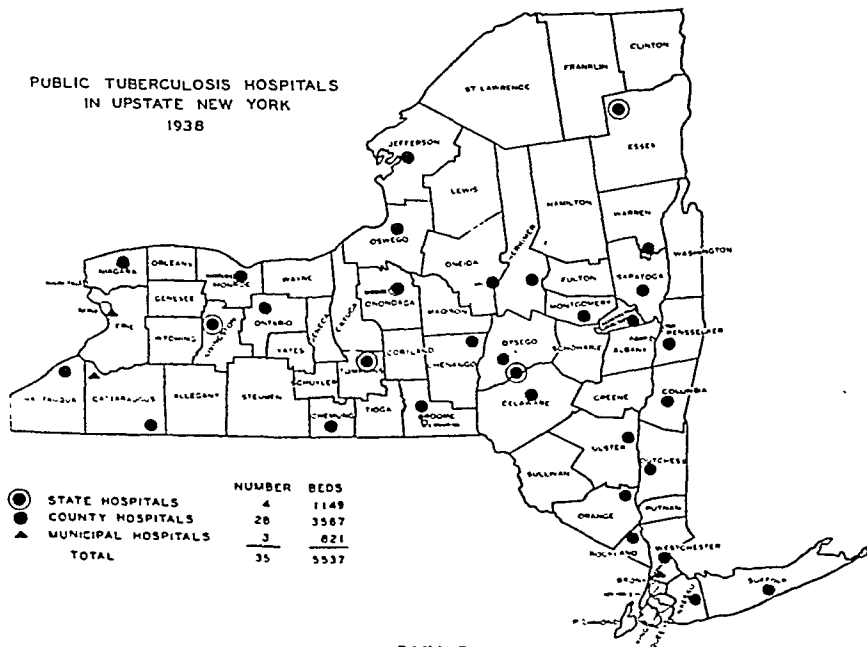 PUBLIC TUBERCULOSIS HOSPITALS
IN UPSTATE NEW YORK
1938
CLINTON
FRANKLIN
ST LAWRENCE
ESSEX
JEFFERSON
LEWIS
HAMILTON
WARREN
WASHINGTON
OSWEGO
ONEIDA
HERKIMER
FULTON
SARATOGA
NIAGARA
ORLEANS
MONROE
WAYNE
ONONDAGA
MADISON
MONTGOMERY
GENESEE
ERIE
WYOMING
LIVINGSTON
ONTARIO
SENECA
CAYUGA
YATES
CORTLAND
CHENANGO
OTSEGO
SCHOHARIE
ALBANY
RENSSELAER
CATTARAUGUS
ALLEGANY
STEUBEN
SCHUYLER
TOMPKINS
CHEMUNG
TIOGA
BROOME
DELAWARE
GREENE
COLUMBIA
ULSTER
DUTCHESS
SULLIVAN
ORANGE
PUTNAM
ROCKLAND
WESTCHESTER
SUFFOLK
NUMBER BEDS
STATE HOSPITALS 4 1149
COUNTY HOSPITALS 28 3567
MUNICIPAL HOSPITALS 3 821
TOTAL 35 5537